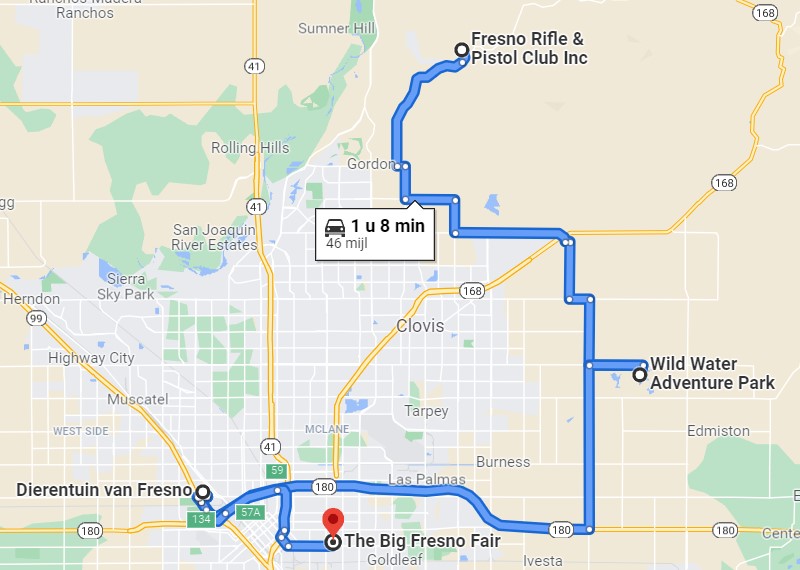 Richard Madera
Ranchos
168
Sumner Hill
Fresno Rifle &
Pistol Club Inc
41
Rolling Hills
Gordon
168
gg
41
1 u 8 min
46 mijl
San Joaquin
River Estates
Sierra
Sky Park
168
Herndon
99
Clovis
Highway City
Wild Water
Adventure Park
Muscatel
Tarpey
WEST SIDE
MCLANE
Edmiston
41
Burness
59
Las Palmas
Dierentuin van Fresno
180
134
57A
180
The Big Fresno Fair
180
180
Cente
Goldleaf
Ivesta